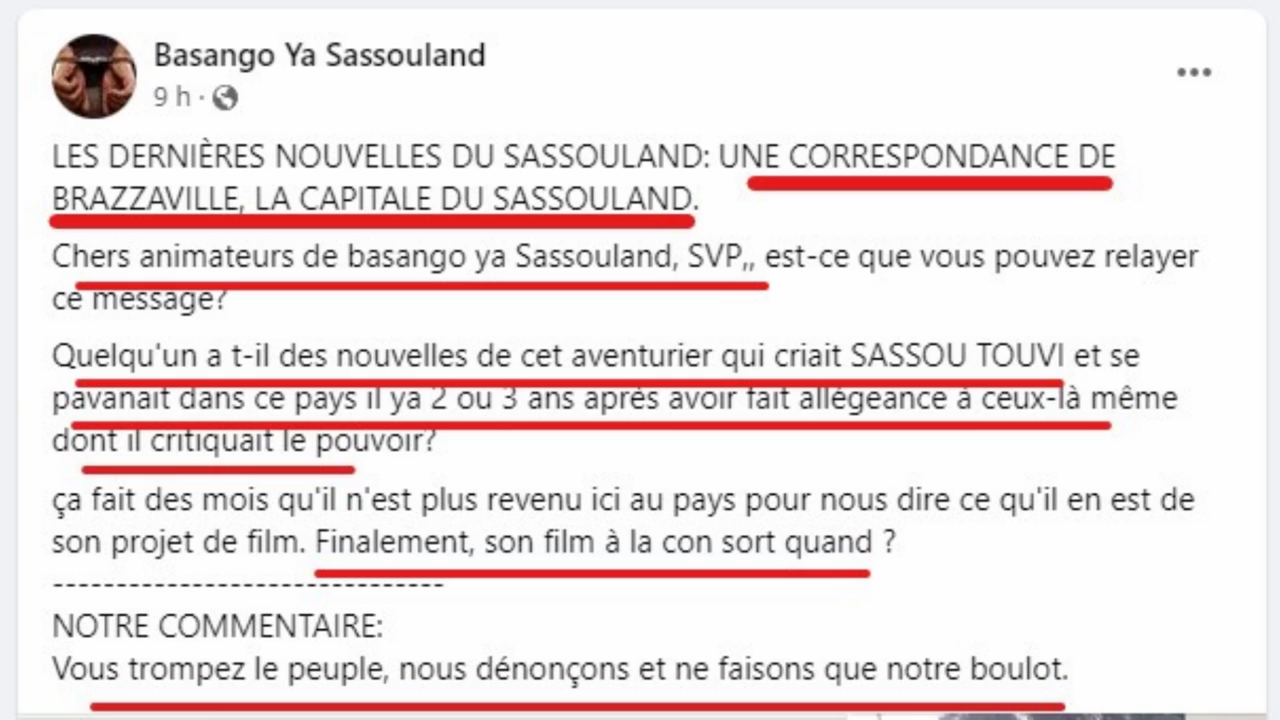 Basango Ya Sassouland
9 h ·
LES DERNIÈRES NOUVELLES DU SASSOULAND: UNE CORRESPONDANCE DE
BRAZZAVILLE, LA CAPITALE DU SASSOULAND.
Chers animateurs de basango ya Sassouland, SVP,, est-ce que vous pouvez relayer
ce message?
Quelqu'un a t-il des nouvelles de cet aventurier qui criait SASSOU TOUVI et se
pavanait dans ce pays il ya 2 ou 3 ans après avoir fait allégeance à ceux-là même
dont il critiquait le pouvoir?
ça fait des mois qu'il n'est plus revenu ici au pays pour nous dire ce qu'il en est de
son projet de film. Finalement, son film à la con sort quand ?
-------------------------------
NOTRE COMMENTAIRE:
Vous trompez le peuple, nous dénonçons et ne faisons que notre boulot.